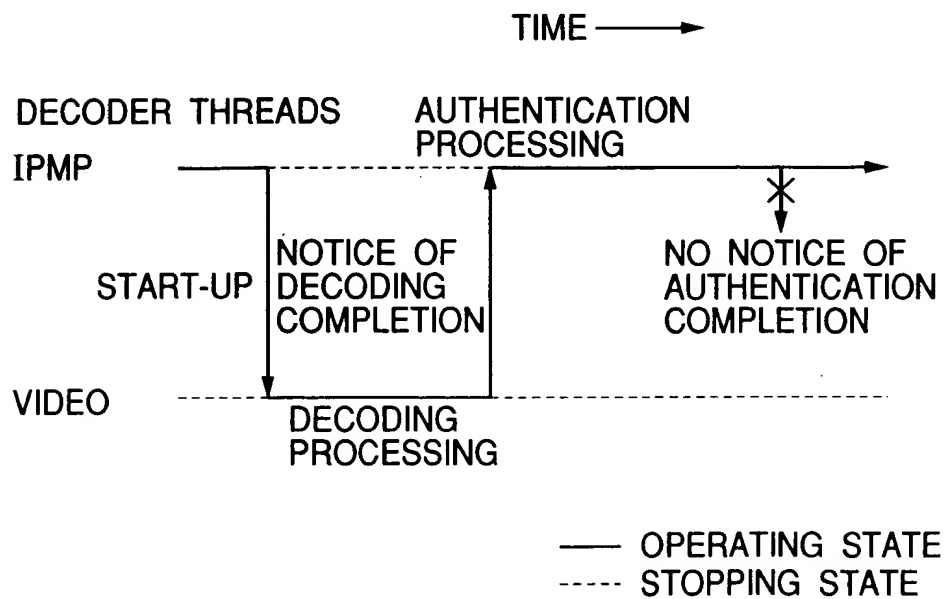 TIME
DECODER THREADS
AUTHENTICATION
PROCESSING
IPMP
START-UP
NOTICE OF
DECODING
COMPLETION
NO NOTICE OF
AUTHENTICATION
COMPLETION
VIDEO
DECODING
PROCESSING
OPERATING STATE
STOPPING STATE